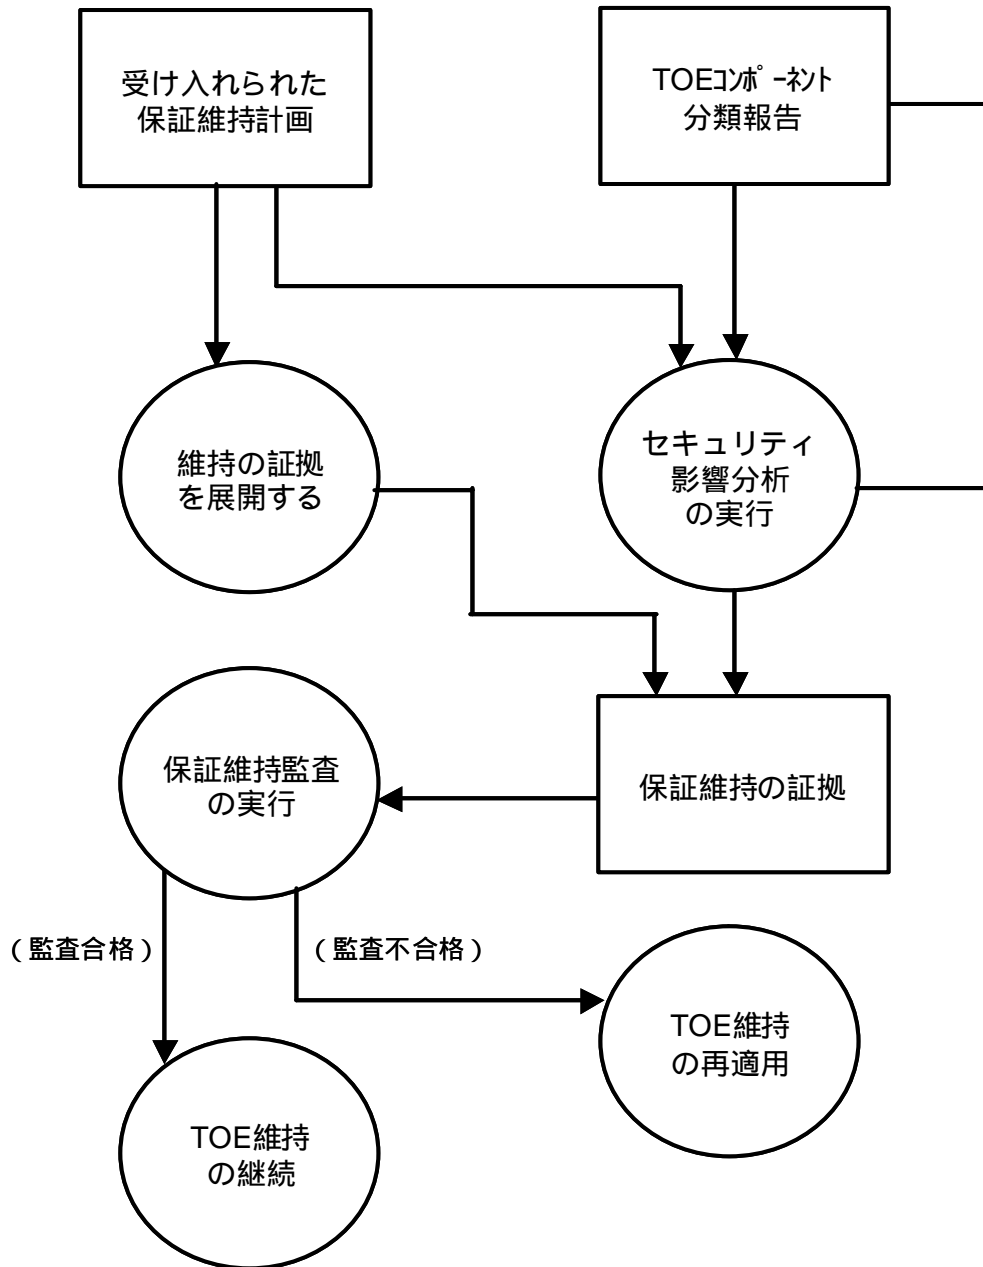 受け入れられた
保証維持計画
TOEｺﾝﾎﾟｰﾈﾝﾄ
分類報告
維持の証拠
を展開する
セキュリティ
影響分析
の実行
保証維持監査
の実行
保証維持の証拠
（監査合格）
（監査不合格）
TOE維持
の再適用
TOE維持
の継続